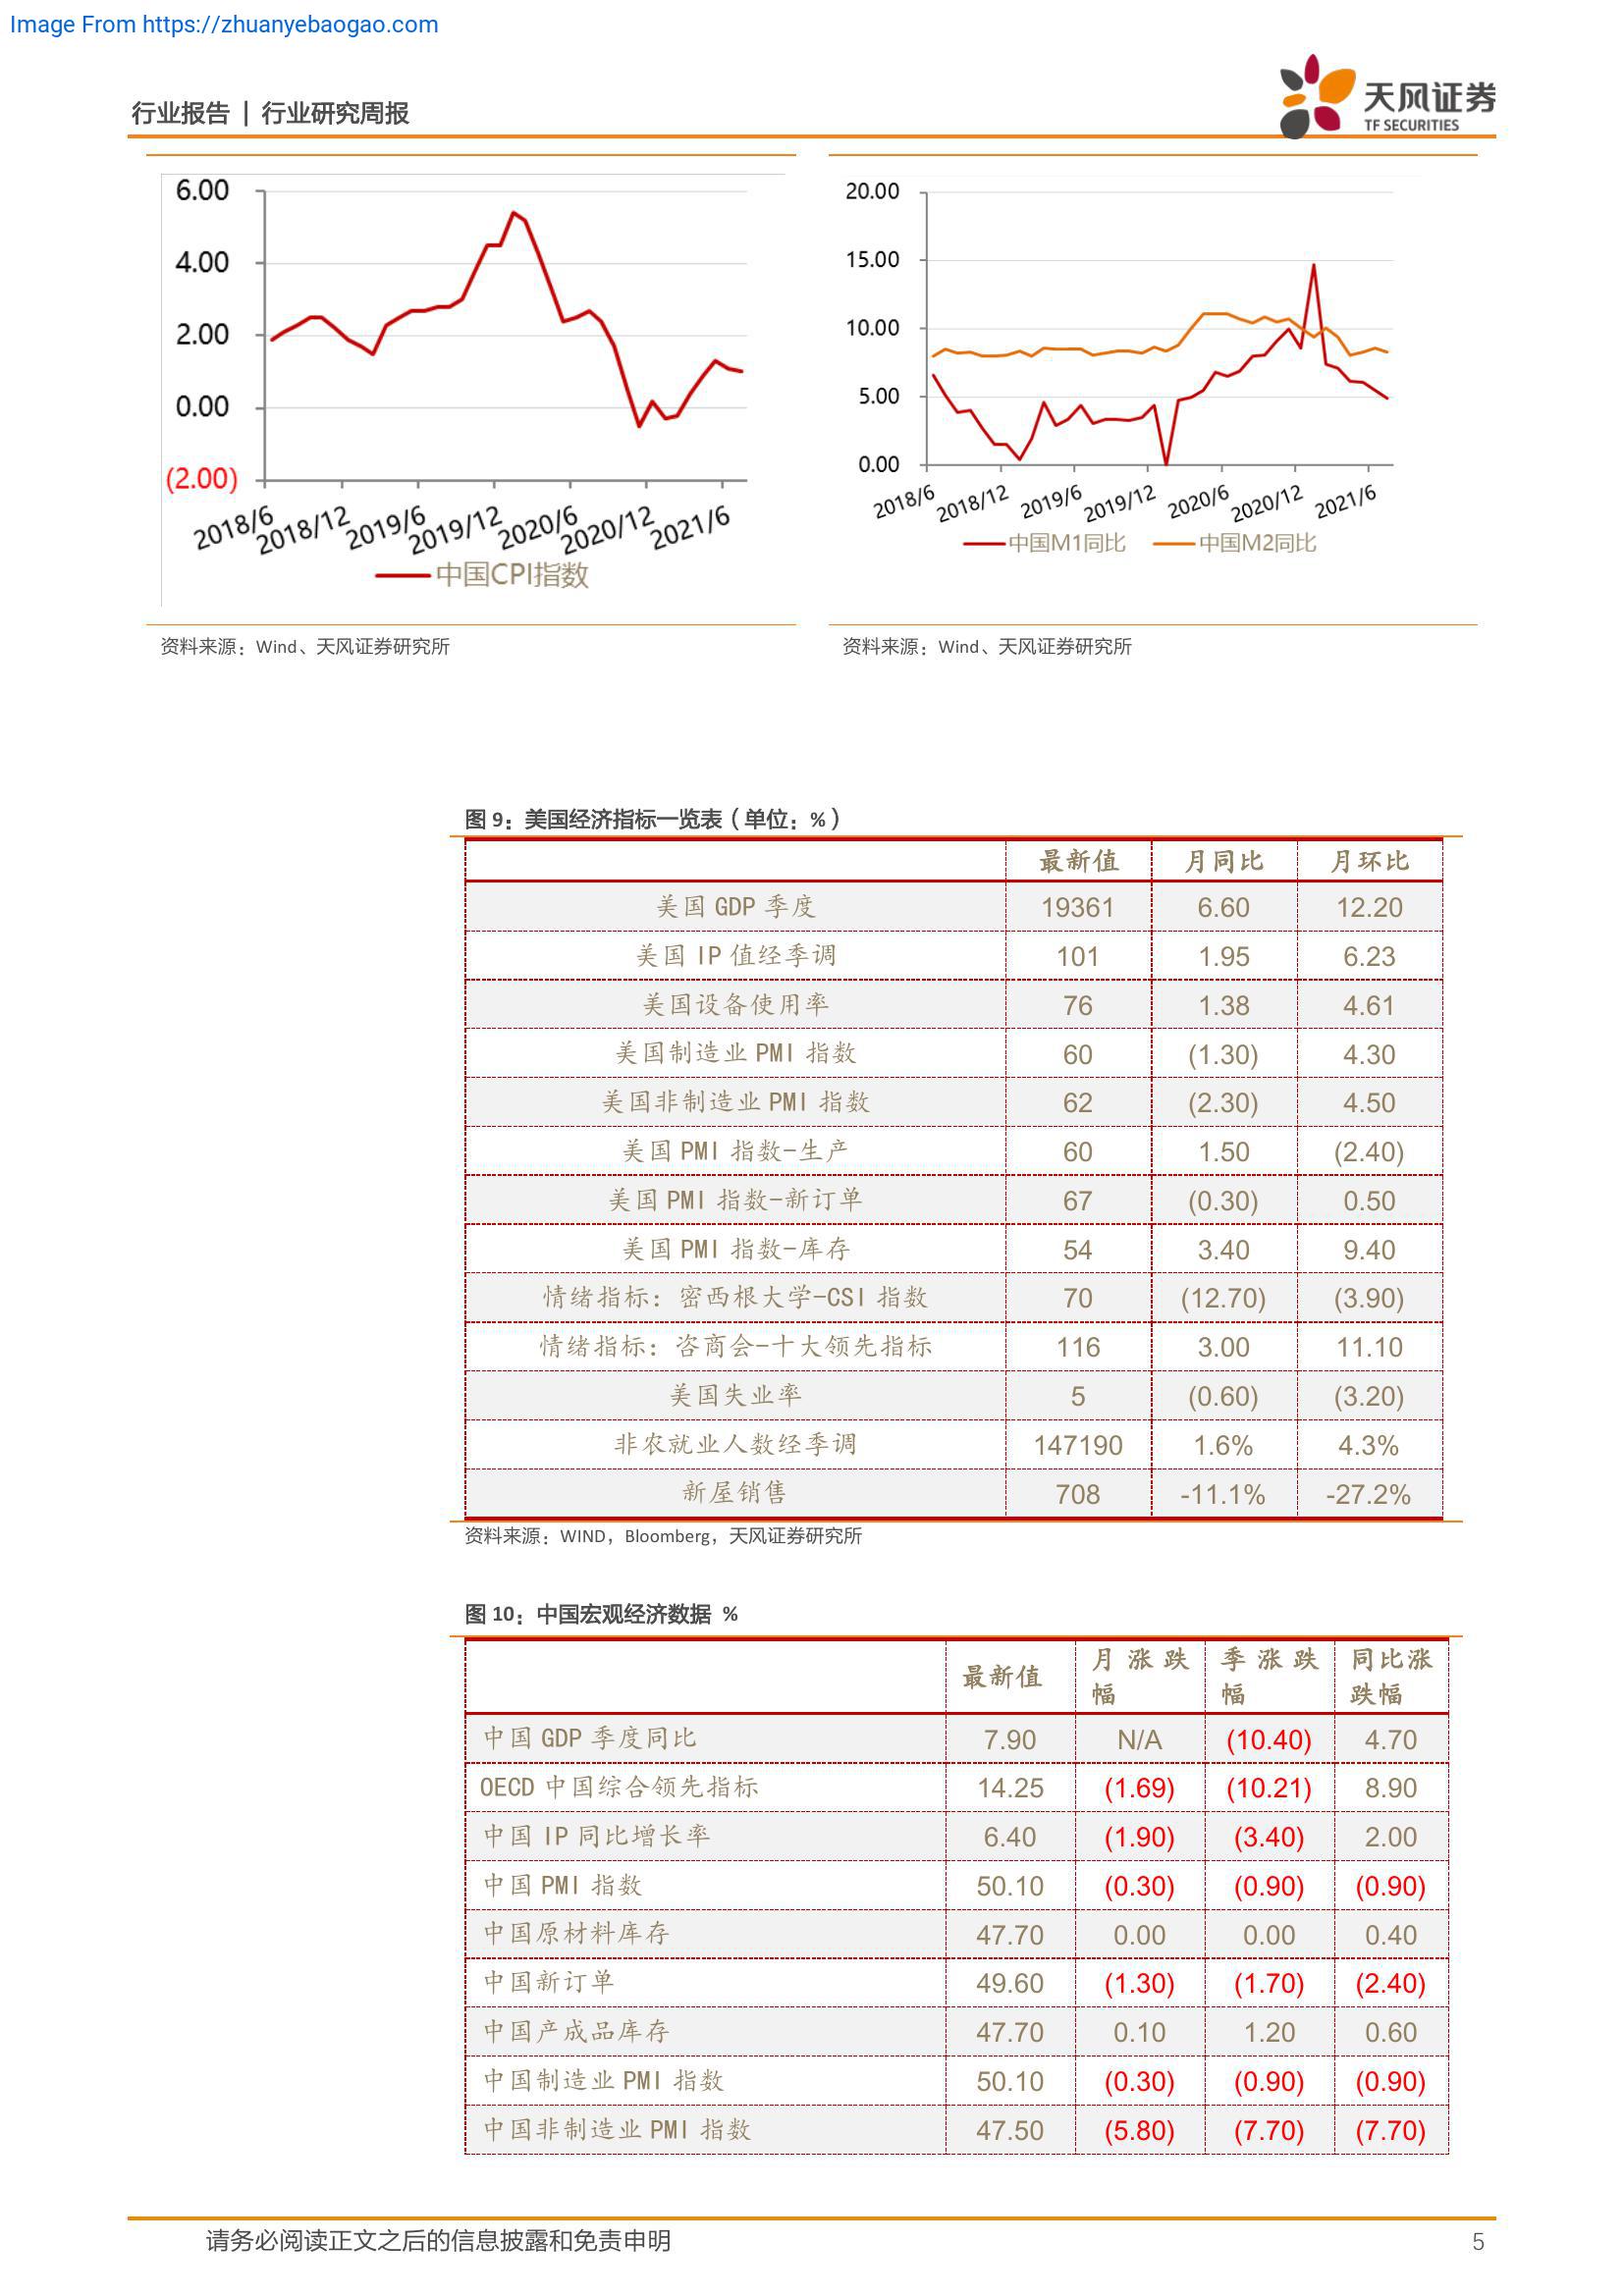 Image From https://zhuanyebaogao.com
行业报告 | 行业研究周报
天风证券
TF SECURITIES
6.00
4.00
2.00
0.00
(2.00)
2018/6 2018/12 2019/6 2019/12 2020/6 2020/12 2021/6
中国CPI指数
20.00
15.00
10.00
5.00
0.00
2018/6 2018/12 2019/6 2019/12 2020/6 2020/12 2021/6
中国M1同比 中国M2同比
资料来源：Wind、天风证券研究所
资料来源：Wind、天风证券研究所
图 9：美国经济指标一览表（单位：%）
最新值 月同比 月环比
美国 GDP 季度 19361 6.60 12.20
美国 IP 值经季调 101 1.95 6.23
美国设备使用率 76 1.38 4.61
美国制造业 PMI 指数 60 (1.30) 4.30
美国非制造业 PMI 指数 62 (2.30) 4.50
美国 PMI 指数-生产 60 1.50 (2.40)
美国 PMI 指数-新订单 67 (0.30) 0.50
美国 PMI 指数-库存 54 3.40 9.40
情绪指标：密西根大学-CSI 指数 70 (12.70) (3.90)
情绪指标：咨商会-十大领先指标 116 3.00 11.10
美国失业率 5 (0.60) (3.20)
非农就业人数经季调 147190 1.6% 4.3%
新屋销售 708 -11.1% -27.2%
资料来源：WIND，Bloomberg，天风证券研究所
图 10：中国宏观经济数据 %
最新值 月涨跌幅 季涨跌幅 同比涨跌幅
中国 GDP 季度同比 7.90 N/A (10.40) 4.70
OECD 中国综合领先指标 14.25 (1.69) (10.21) 8.90
中国 IP 同比增长率 6.40 (1.90) (3.40) 2.00
中国 PMI 指数 50.10 (0.30) (0.90) (0.90)
中国原材料库存 47.70 0.00 0.00 0.40
中国新订单 49.60 (1.30) (1.70) (2.40)
中国产成品库存 47.70 0.10 1.20 0.60
中国制造业 PMI 指数 50.10 (0.30) (0.90) (0.90)
中国非制造业 PMI 指数 47.50 (5.80) (7.70) (7.70)
请务必阅读正文之后的信息披露和免责申明 5